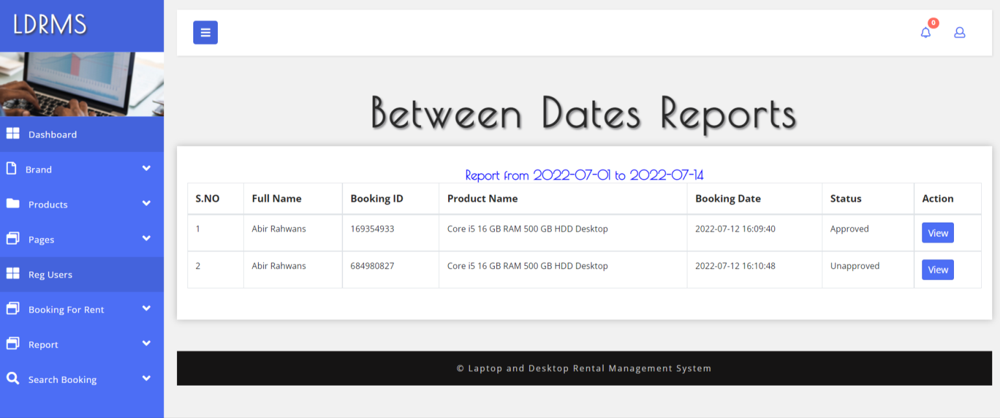 LDRMS
0
Dashboard
Brand
Products
Pages
Reg Users
Booking For Rent
Report
Search Booking
Between Dates Reports
Report from 2022-07-01 to 2022-07-14
S.NO Full Name Booking ID Product Name Booking Date Status Action
1 Abir Rahwans 169354933 Core i5 16 GB RAM 500 GB HDD Desktop 2022-07-12 16:09:40 Approved View
2 Abir Rahwans 684980827 Core i5 16 GB RAM 500 GB HDD Desktop 2022-07-12 16:10:48 Unapproved View
© Laptop and Desktop Rental Management System